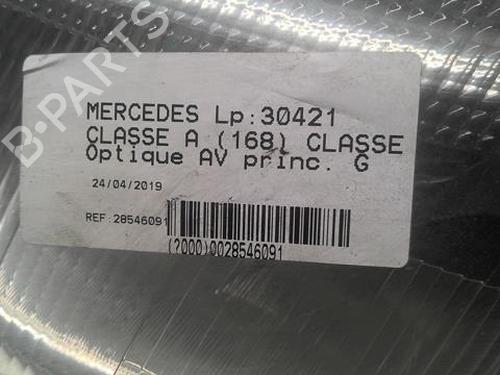 MERCEDES Lp:30421
CLASSE A (168) CLASSE
Optique AV princ. G
24/04/2019
REF:28546091
(2000)0028546091
B-PARTS